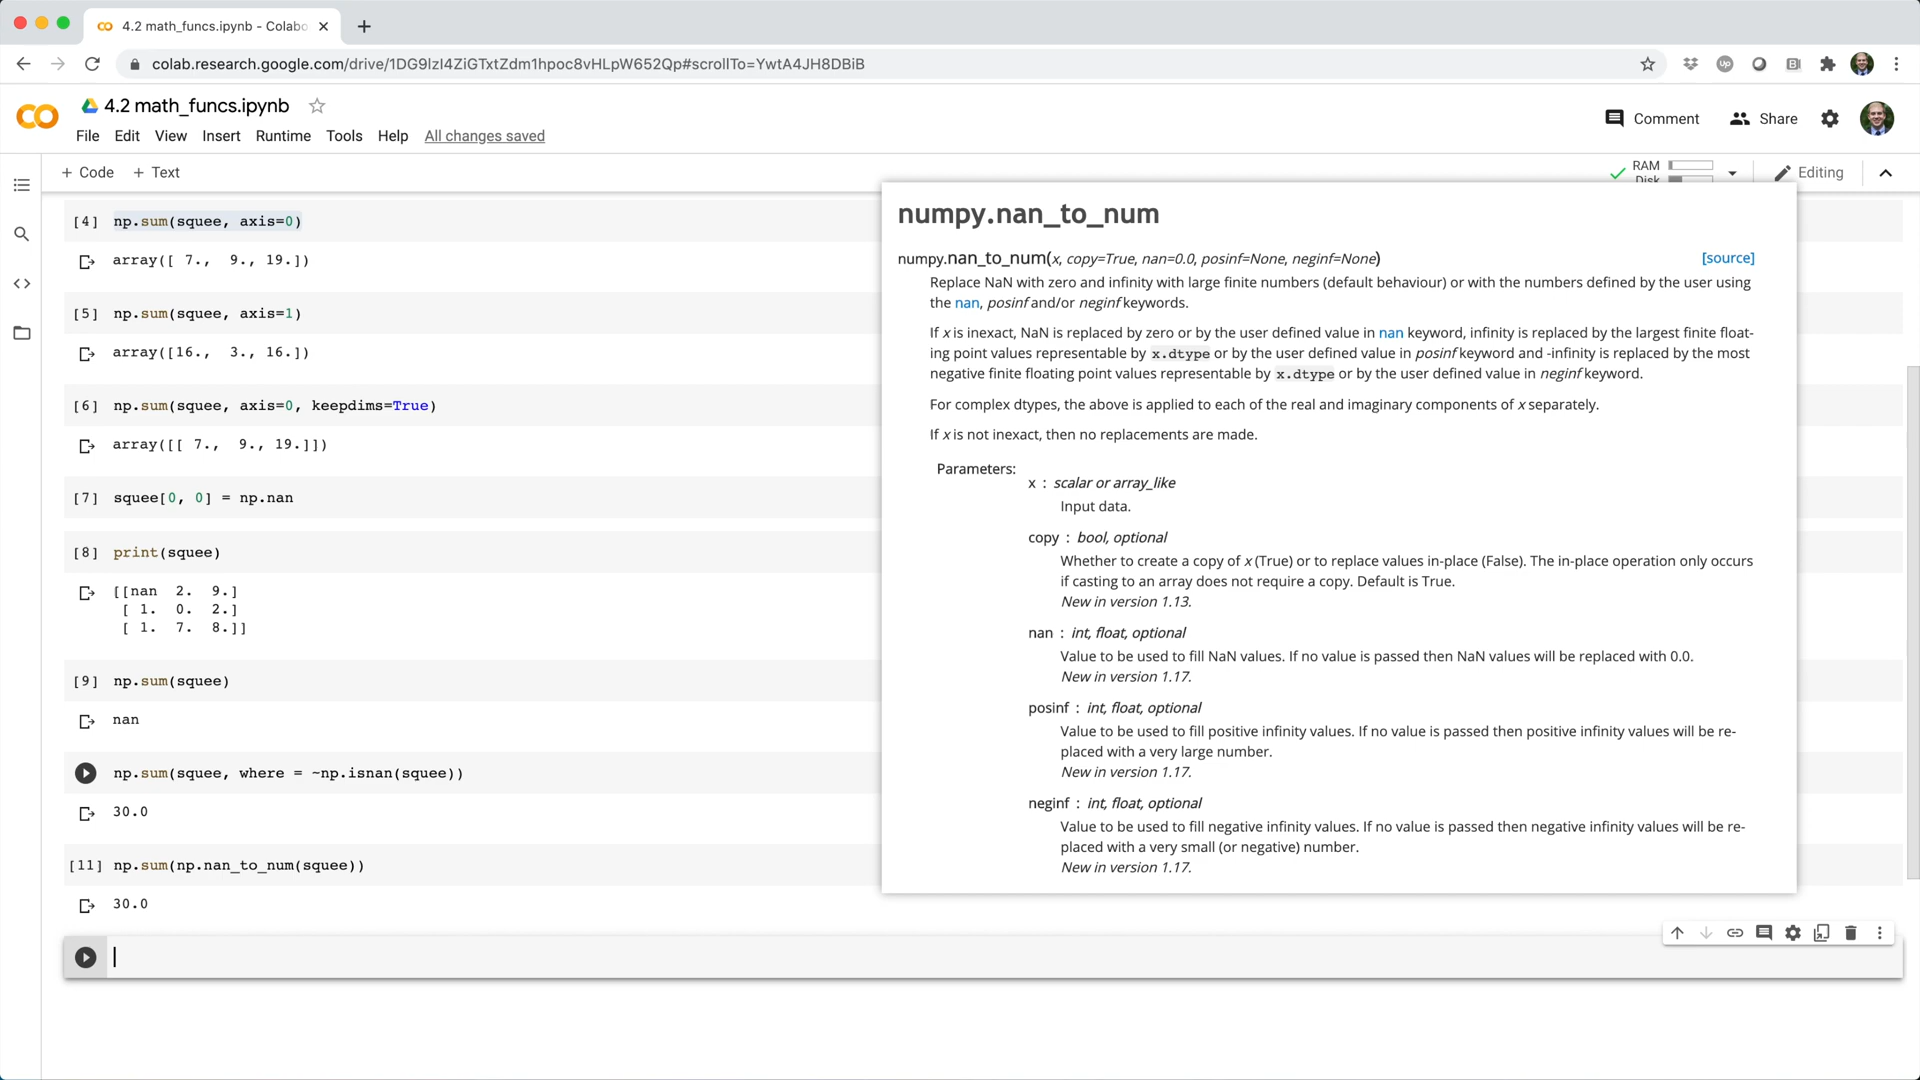 4.2 math_funcs.ipynb - Colabo
colab.research.google.com/drive/1DG9lzl4ZiGTxtZdm1hpoc8vHLpW652Qp#scrollTo=YwtA4JH8DBiB
4.2 math_funcs.ipynb
File Edit View Insert Runtime Tools Help All changes saved
Comment Share
+ Code + Text
RAM
Disk
Editing
[4] np.sum(squee, axis=0)
array([ 7., 9., 19.])
[5] np.sum(squee, axis=1)
array([16., 3., 16.])
[6] np.sum(squee, axis=0, keepdims=True)
array([[ 7., 9., 19.]])
[7] squee[0, 0] = np.nan
[8] print(squee)
[[nan 2. 9.]
[ 1. 0. 2.]
[ 1. 7. 8.]]
[9] np.sum(squee)
nan
np.sum(squee, where = ~np.isnan(squee))
30.0
[11] np.sum(np.nan_to_num(squee))
30.0
numpy.nan_to_num
numpy.nan_to_num(x, copy=True, nan=0.0, posinf=None, neginf=None) [source]
Replace NaN with zero and infinity with large finite numbers (default behaviour) or with the numbers defined by the user using
the nan, posinf and/or neginf keywords.
If x is inexact, NaN is replaced by zero or by the user defined value in nan keyword, infinity is replaced by the largest finite float-
ing point values representable by x.dtype or by the user defined value in posinf keyword and -infinity is replaced by the most
negative finite floating point values representable by x.dtype or by the user defined value in neginf keyword.
For complex dtypes, the above is applied to each of the real and imaginary components of x separately.
If x is not inexact, then no replacements are made.
Parameters:
x : scalar or array_like
Input data.
copy : bool, optional
Whether to create a copy of x (True) or to replace values in-place (False). The in-place operation only occurs
if casting to an array does not require a copy. Default is True.
New in version 1.13.
nan : int, float, optional
Value to be used to fill NaN values. If no value is passed then NaN values will be replaced with 0.0.
New in version 1.17.
posinf : int, float, optional
Value to be used to fill positive infinity values. If no value is passed then positive infinity values will be re-
placed with a very large number.
New in version 1.17.
neginf : int, float, optional
Value to be used to fill negative infinity values. If no value is passed then negative infinity values will be re-
placed with a very small (or negative) number.
New in version 1.17.